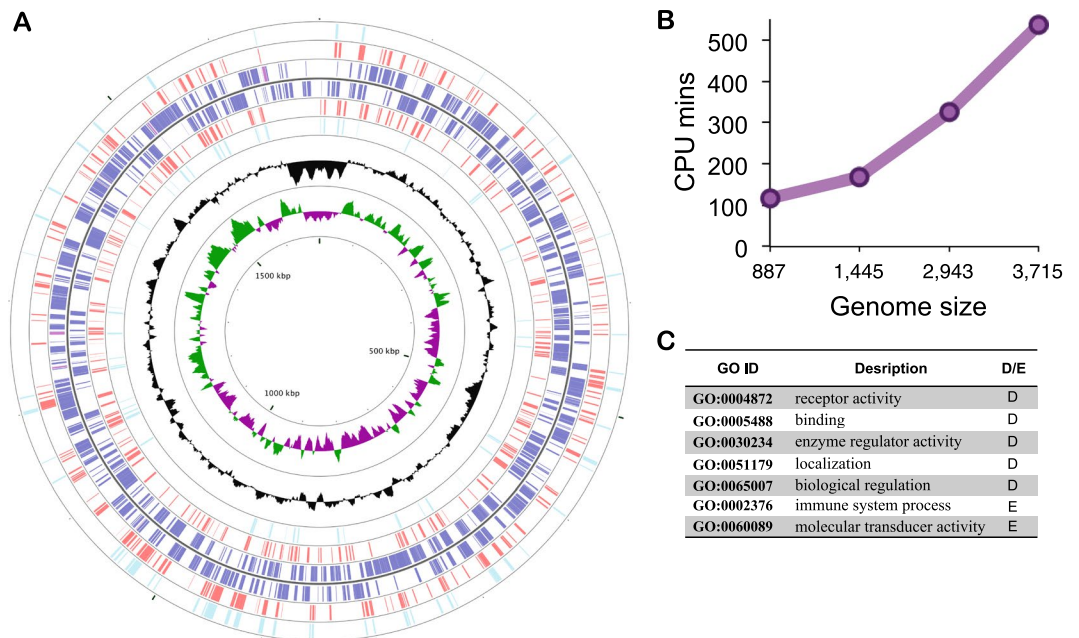 A
1500 kbp
500 kbp
1000 kbp
B
CPU mins
500
400
300
200
100
0
887 1,445 2,943 3,715
Genome size
C
GO ID Desription D/E
GO:0004872 receptor activity D
GO:0005488 binding D
GO:0030234 enzyme regulator activity D
GO:0051179 localization D
GO:0065007 biological regulation D
GO:0002376 immune system process E
GO:0060089 molecular transducer activity E